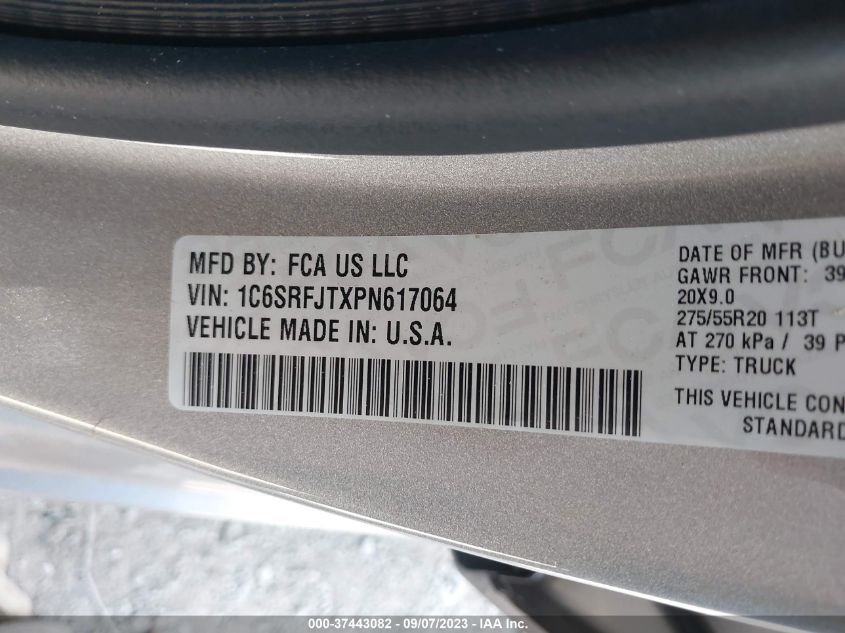 MFD BY: FCA US LLC
VIN: 1C6SRFJTXPN617064
VEHICLE MADE IN: U.S.A.
DATE OF MFR (BU
GAWR FRONT: 39
20X9.0
275/55R20 113T
AT 270 kPa / 39 P
TYPE: TRUCK
THIS VEHICLE CON
STANDARD
000-37443082 - 09/07/2023 - IAA Inc.